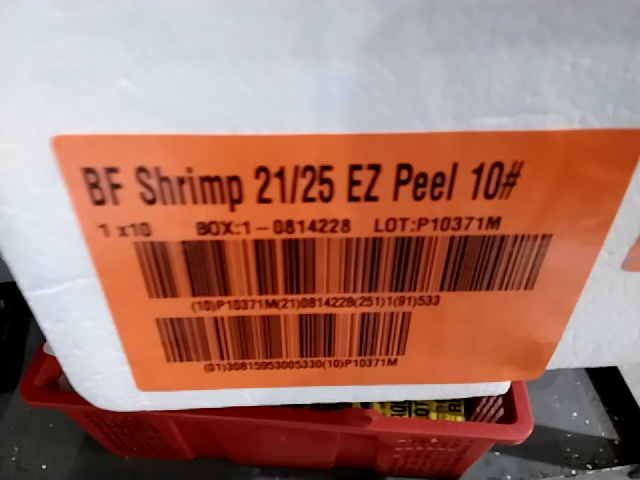 BF Shrimp 21/25 EZ Peel 10#
1 x10 BOX:1-0814228 LOT:P10371M
(10)P10371M(21)0814228(251)1(91)533
(01)30815953005330(10)P10371M